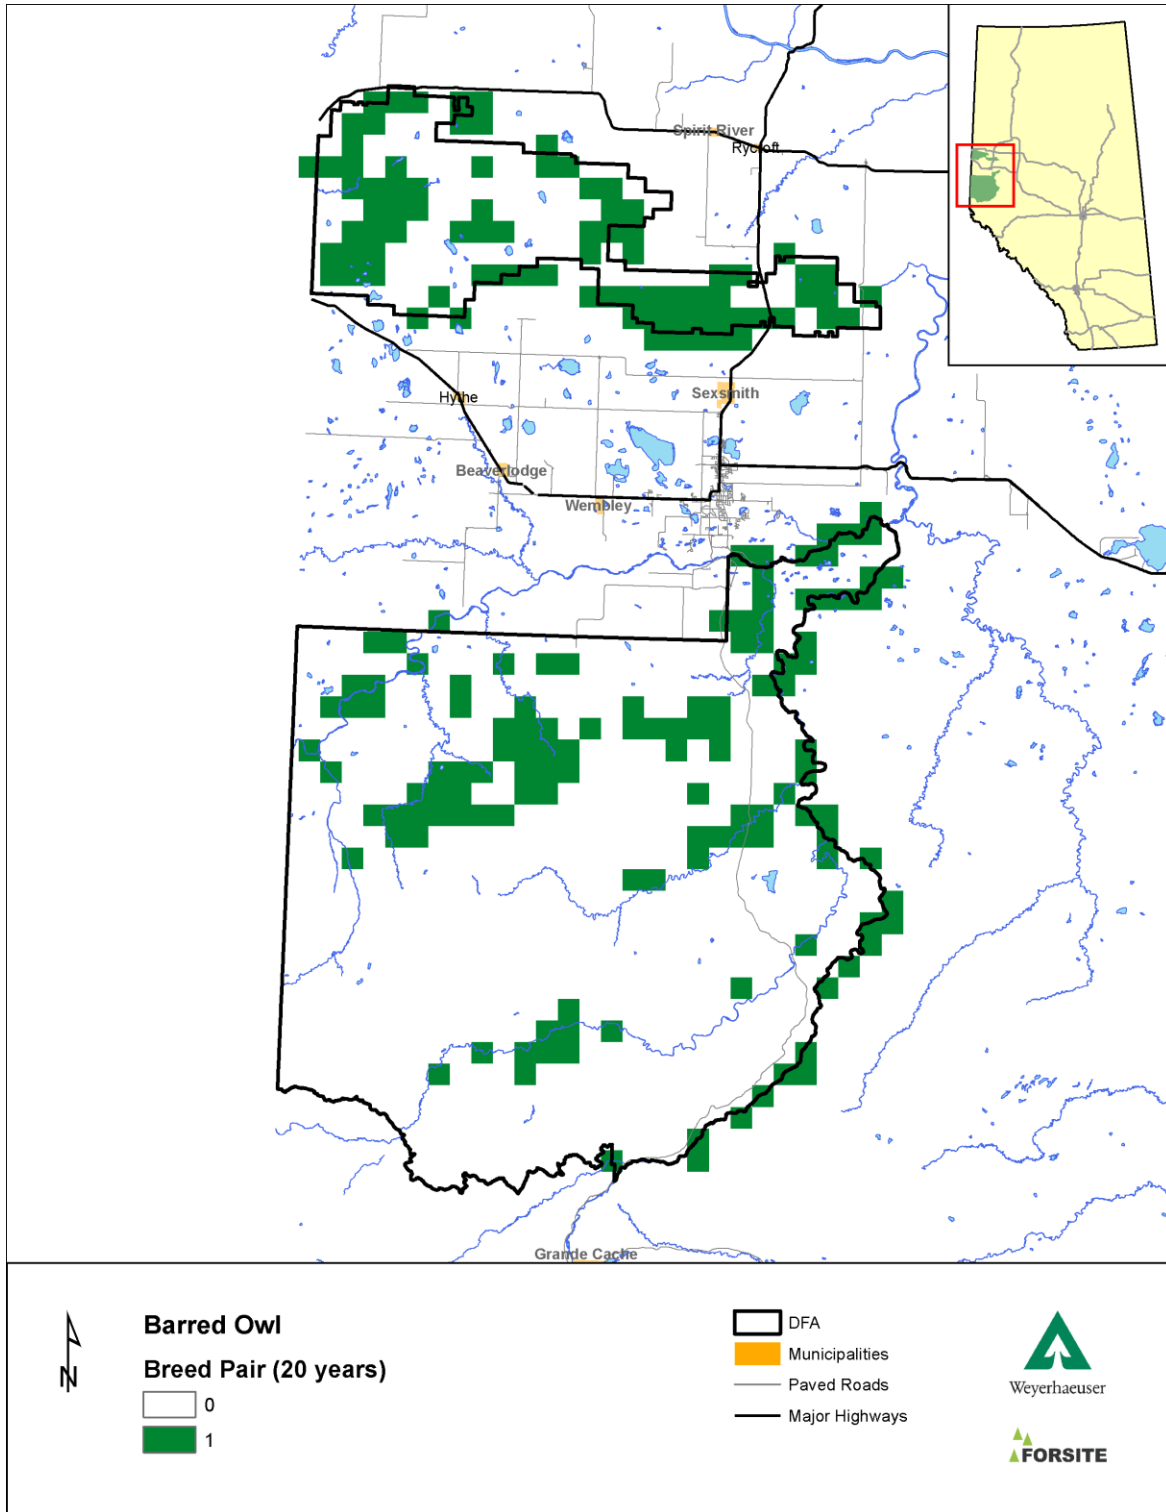 Spirit River
Rycroft
Sexsmith
Hythe
Beaverlodge
Wembley
Grande Cache
N
Barred Owl
Breed Pair (20 years)
0
1
DFA
Municipalities
Paved Roads
Major Highways
Weyerhaeuser
FORSITE